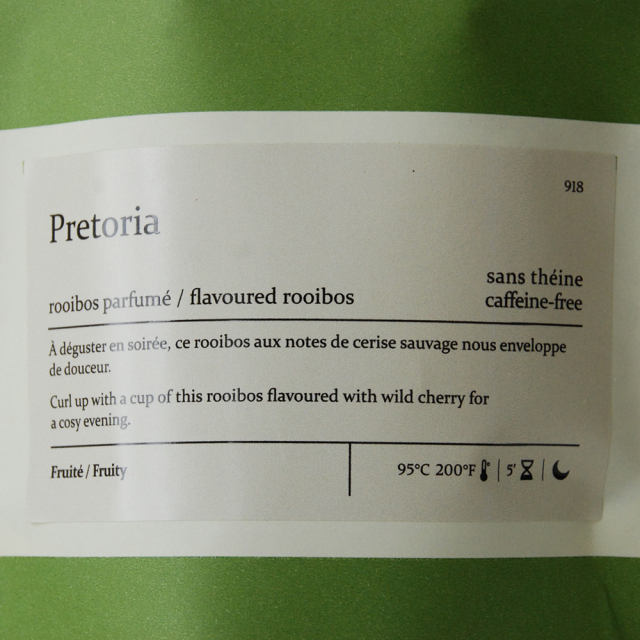 918
Pretoria
sans théine
rooibos parfumé / flavoured rooibos
caffeine-free
À déguster en soirée, ce rooibos aux notes de cerise sauvage nous enveloppe
de douceur.
Curl up with a cup of this rooibos flavoured with wild cherry for
a cosy evening.
Fruité / Fruity
95°C 200°F | 5' |